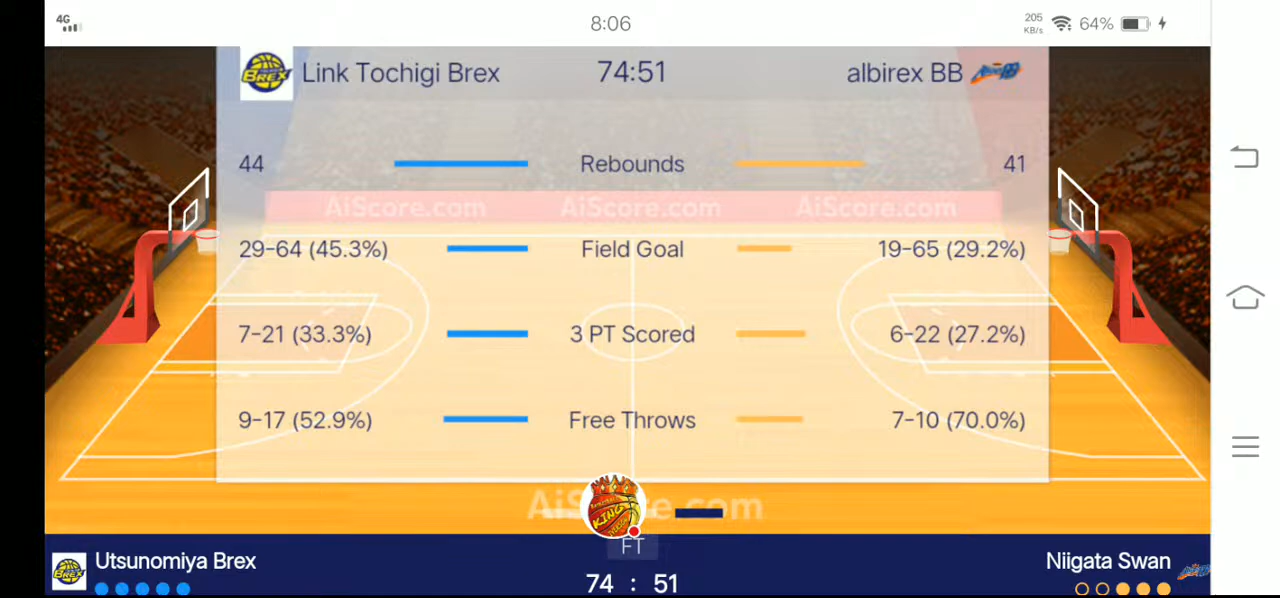 4G 8:06 205 KB/s 64%
BREX Link Tochigi Brex 74:51 albirex BB
44 Rebounds 41
AiScore.com AiScore.com AiScore.com
29-64 (45.3%) Field Goal 19-65 (29.2%)
7-21 (33.3%) 3 PT Scored 6-22 (27.2%)
9-17 (52.9%) Free Throws 7-10 (70.0%)
KING
FT
Utsunomiya Brex Niigata Swan
BREX 74 : 51